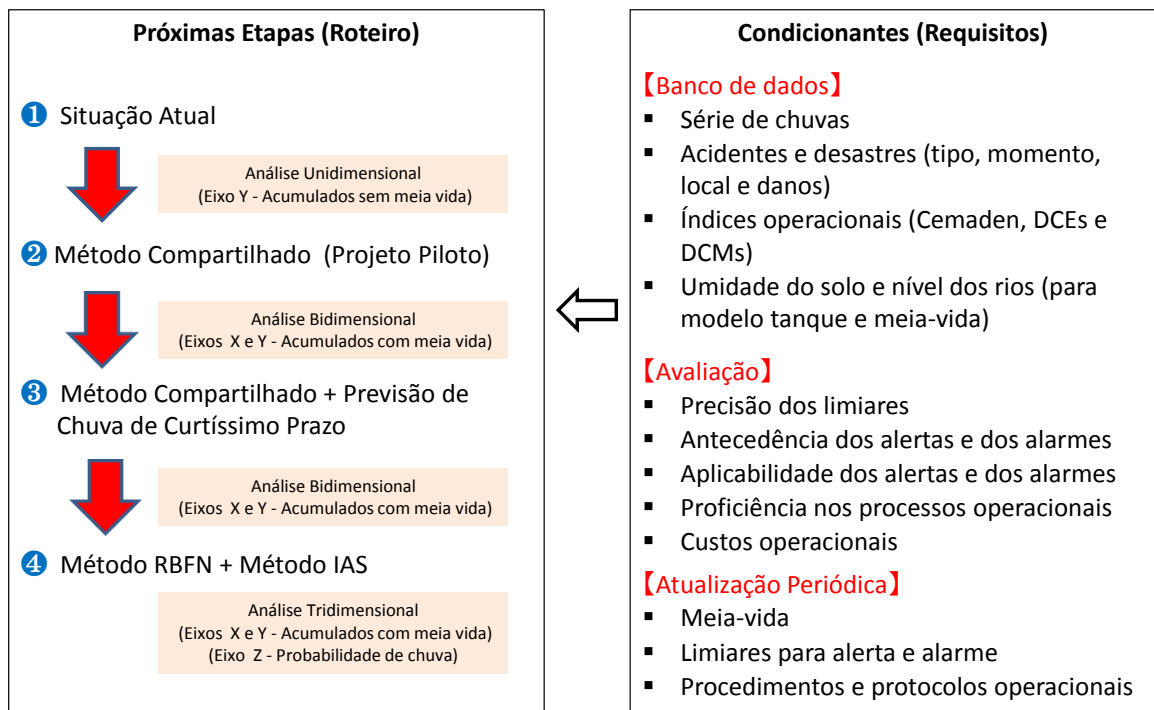 Próximas Etapas (Roteiro)
❶ Situação Atual
Análise Unidimensional
(Eixo Y - Acumulados sem meia vida)
❷ Método Compartilhado (Projeto Piloto)
Análise Bidimensional
(Eixos X e Y - Acumulados com meia vida)
❸ Método Compartilhado + Previsão de
Chuva de Curtíssimo Prazo
Análise Bidimensional
(Eixos X e Y - Acumulados com meia vida)
❹ Método RBFN + Método IAS
Análise Tridimensional
(Eixos X e Y - Acumulados com meia vida)
(Eixo Z - Probabilidade de chuva)
Condicionantes (Requisitos)
【Banco de dados】
▪ Série de chuvas
▪ Acidentes e desastres (tipo, momento,
local e danos)
▪ Índices operacionais (Cemaden, DCEs e
DCMs)
▪ Umidade do solo e nível dos rios (para
modelo tanque e meia-vida)
【Avaliação】
▪ Precisão dos limiares
▪ Antecedência dos alertas e dos alarmes
▪ Aplicabilidade dos alertas e dos alarmes
▪ Proficiência nos processos operacionais
▪ Custos operacionais
【Atualização Periódica】
▪ Meia-vida
▪ Limiares para alerta e alarme
▪ Procedimentos e protocolos operacionais